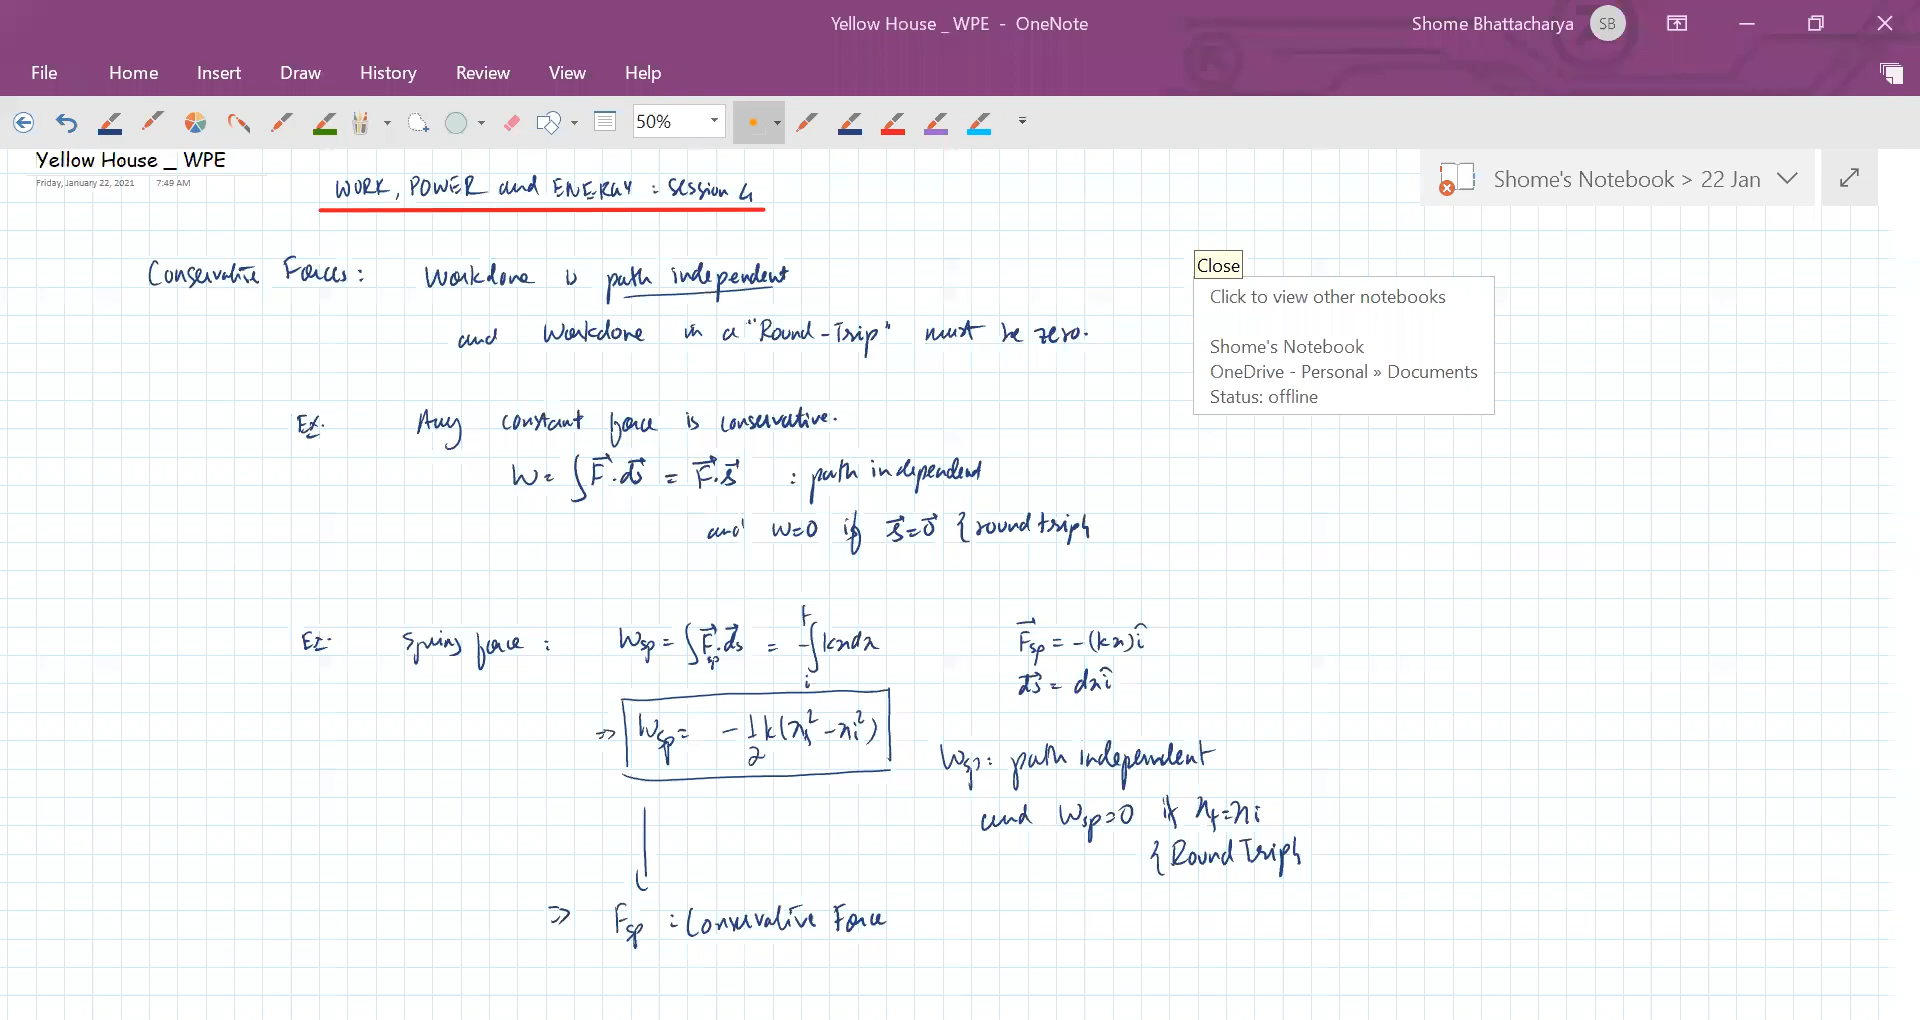 Yellow House _ WPE - OneNote
Shome Bhattacharya SB
File Home Insert Draw History Review View Help
50%
Yellow House _ WPE
Friday, January 22, 2021 7:49 AM
Shome's Notebook > 22 Jan
WORK, POWER and ENERGY : Session 4
Close
Click to view other notebooks
Shome's Notebook
OneDrive - Personal » Documents
Status: offline
Conservative Forces : Workdone is path independent
and Workdone in a "Round-Trip" must be zero.
Ex. Any constant force is conservative.
W = ∫F⃗.ds⃗ = F⃗.s⃗ : path independent
and W=0 if s⃗=0⃗ {round trip}
Ex. Spring force : Wsp = ∫F⃗sp.ds⃗ = -∫ᵢᶠ kxdx
F⃗sp = -(kx)î
ds⃗ = dxî
⇒ Wsp = -1/2 k(xf² - xi²)
Wsp : path independent
and Wsp=0 if xf=xi
{Round Trip}
⇒ Fsp : Conservative Force